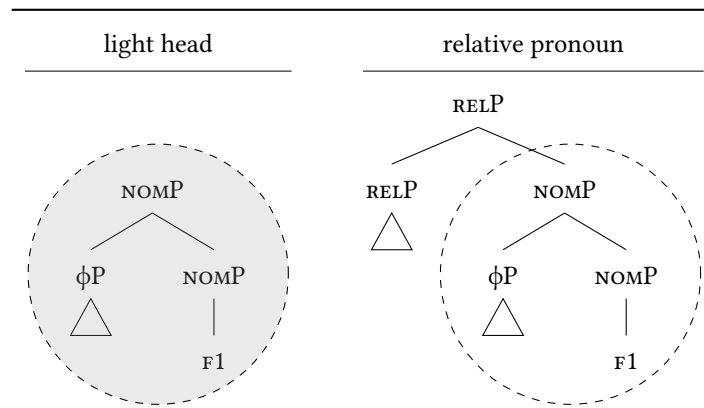 light head relative pronoun
RELP
NOMP RELP NOMP
ϕP NOMP ϕP NOMP
F1 F1